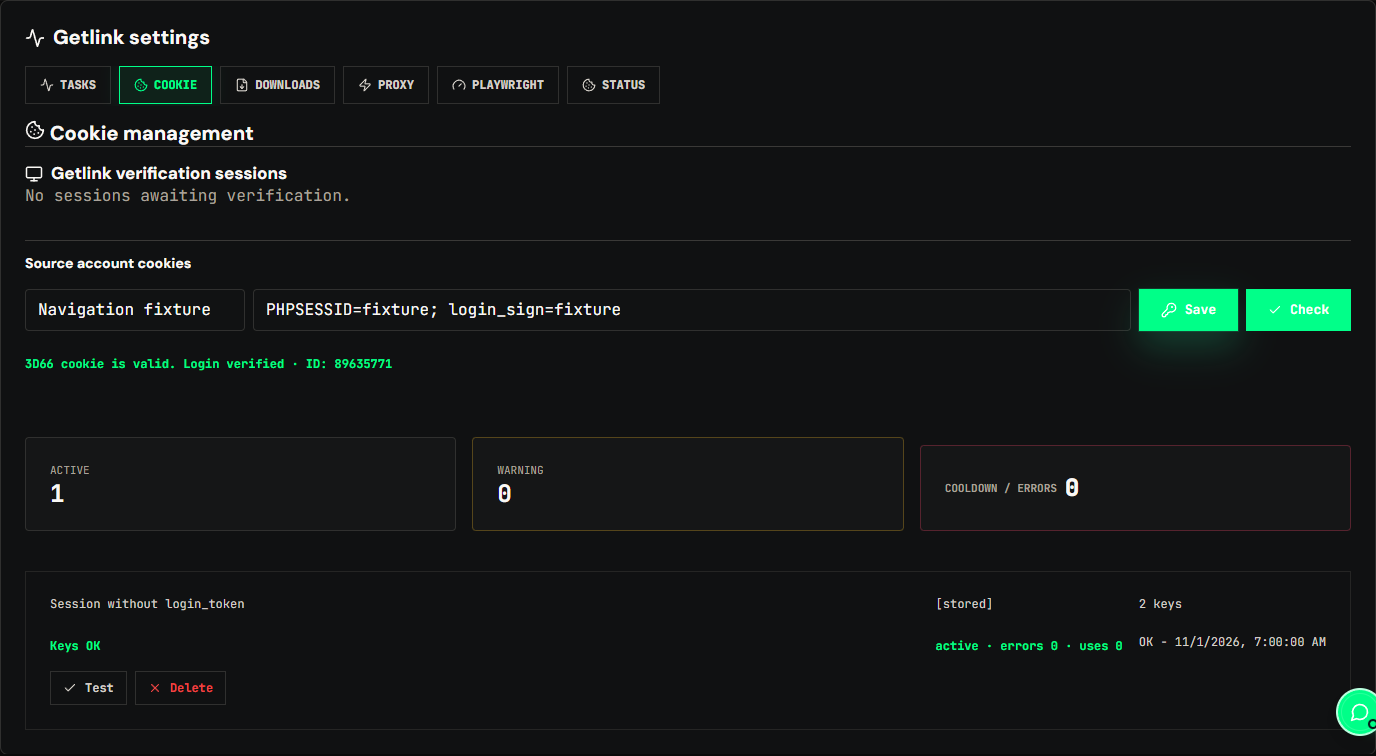 Getlink settings
TASKS COOKIE DOWNLOADS PROXY PLAYWRIGHT STATUS
Cookie management
Getlink verification sessions
No sessions awaiting verification.
Source account cookies
Navigation fixture PHPSESSID=fixture; login_sign=fixture Save Check
3D66 cookie is valid. Login verified · ID: 89635771
ACTIVE
1
WARNING
0
COOLDOWN / ERRORS 0
Session without login_token [stored] 2 keys
Keys OK active · errors 0 · uses 0 OK - 11/1/2026, 7:00:00 AM
Test Delete